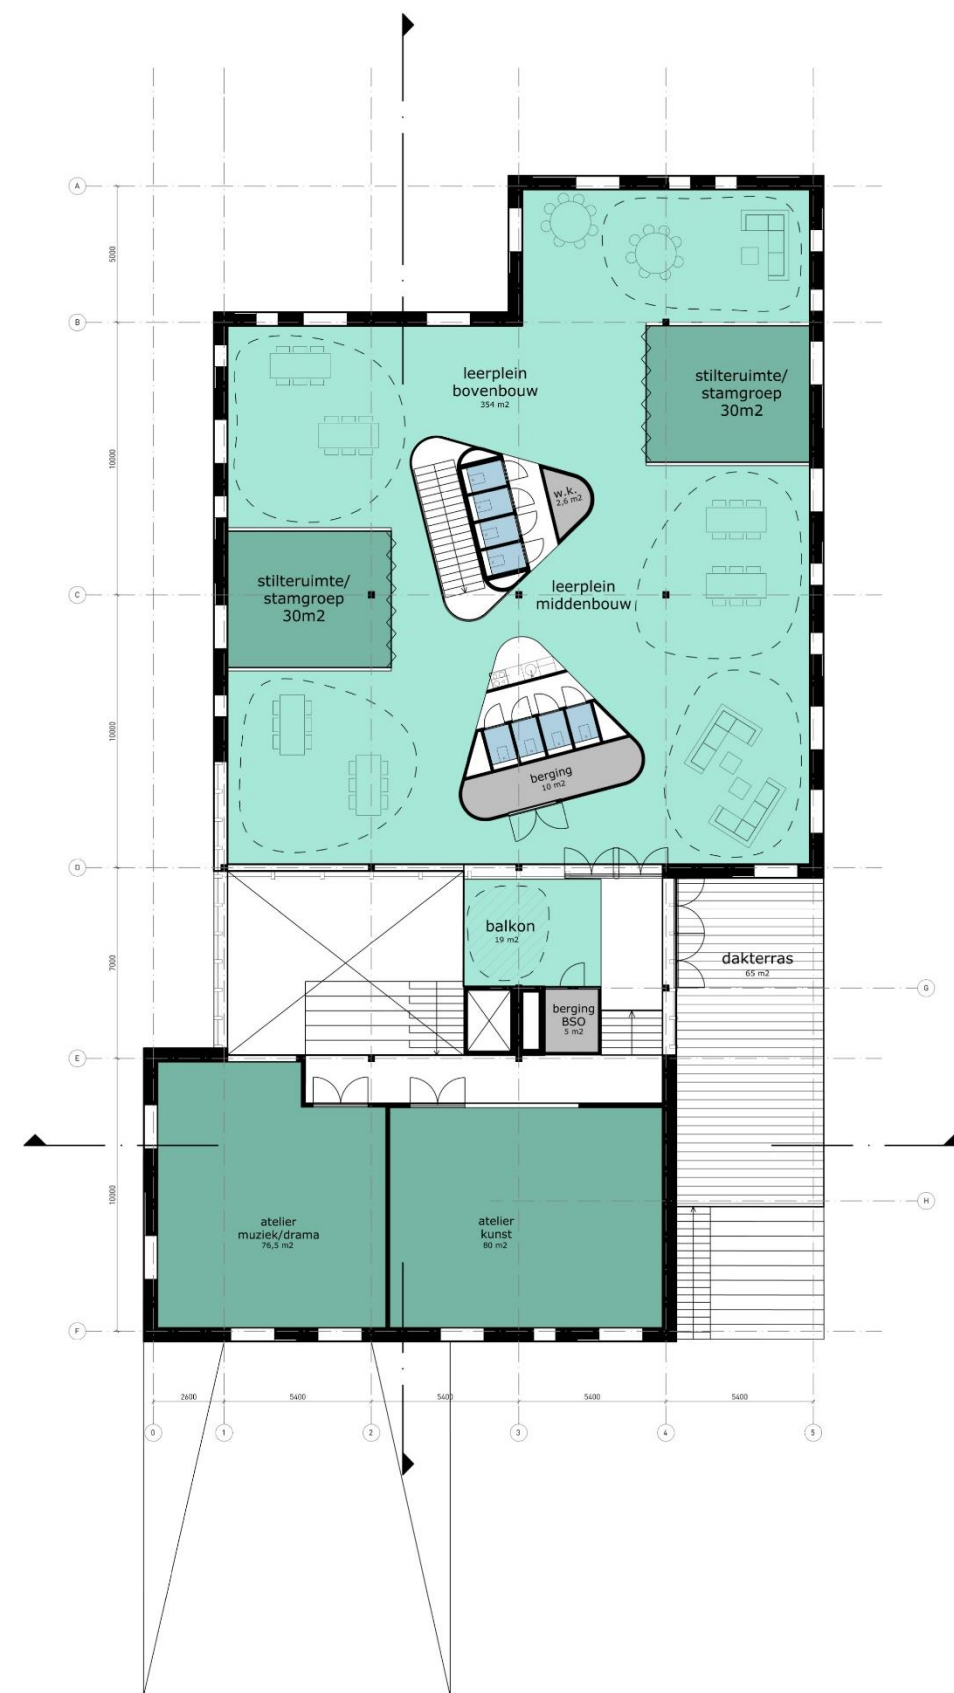 A
5000
B
leerplein
bovenbouw
354 m2
stilteruimte/
stamgroep
30m2
10000
w.k.
2,6 m2
stilteruimte/
stamgroep
30m2
C
leerplein
middenbouw
10000
berging
10 m2
D
balkon
19 m2
dakterras
65 m2
7000
G
berging
BSO
5 m2
E
10000
H
atelier
muziek/drama
76,5 m2
atelier
kunst
80 m2
F
2600
5400
5400
5400
5400
0
1
2
3
4
5